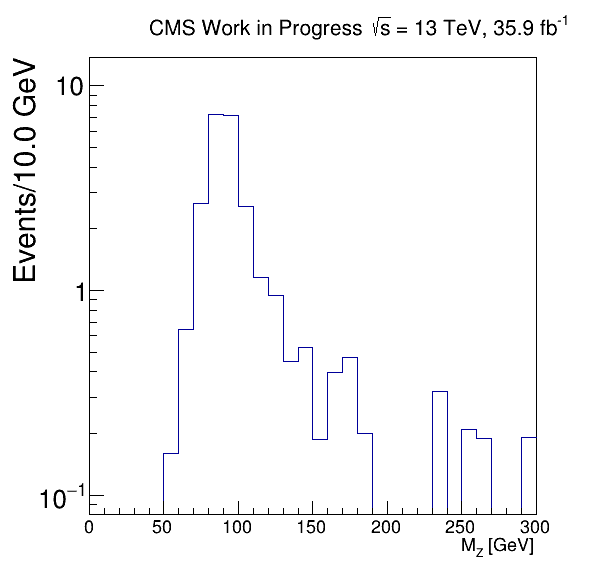 CMS Work in Progress √s = 13 TeV, 35.9 fb⁻¹
Events/10.0 GeV
10
1
10⁻¹
0 50 100 150 200 250 300
M_Z [GeV]